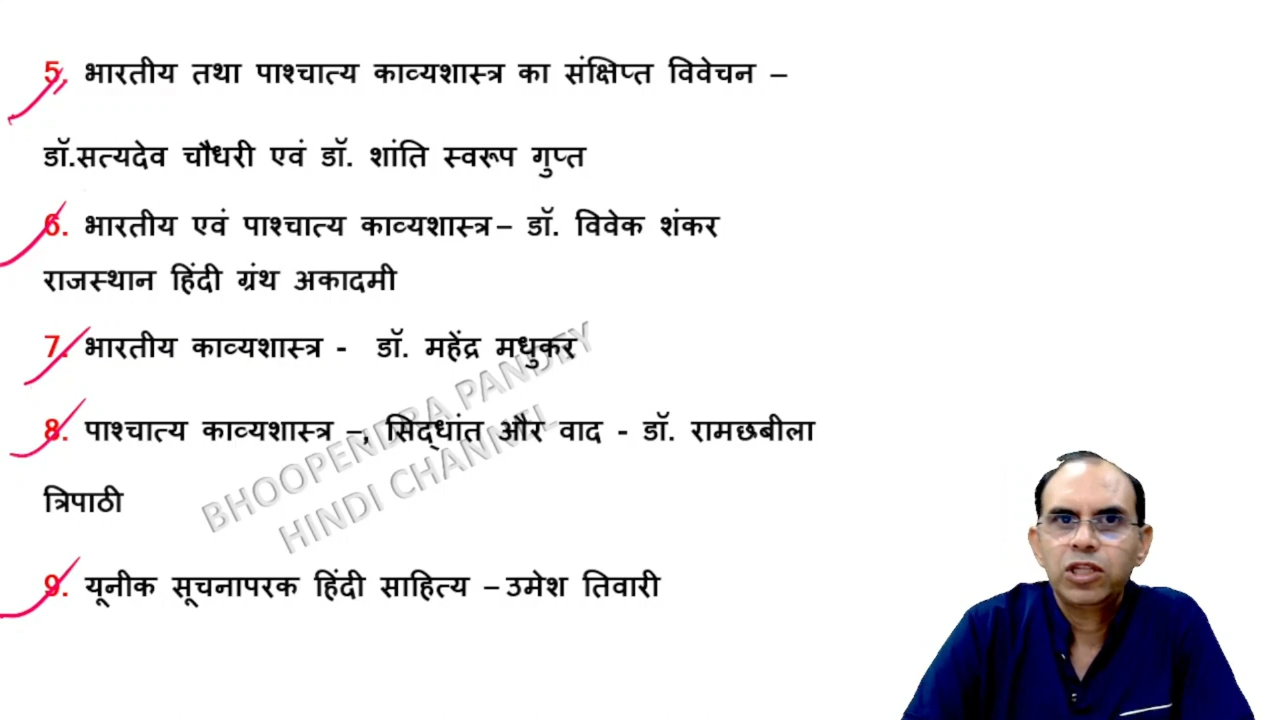 5. भारतीय तथा पाश्चात्य काव्यशास्त्र का संक्षिप्त विवेचन –
डॉ.सत्यदेव चौधरी एवं डॉ. शांति स्वरूप गुप्त
6. भारतीय एवं पाश्चात्य काव्यशास्त्र– डॉ. विवेक शंकर
राजस्थान हिंदी ग्रंथ अकादमी
7. भारतीय काव्यशास्त्र - डॉ. महेंद्र मधुकर
8. पाश्चात्य काव्यशास्त्र –, सिद्धांत और वाद - डॉ. रामछबीला
त्रिपाठी
9. यूनीक सूचनापरक हिंदी साहित्य – उमेश तिवारी
BHOOPENDRA PANDEY
HINDI CHANNEL